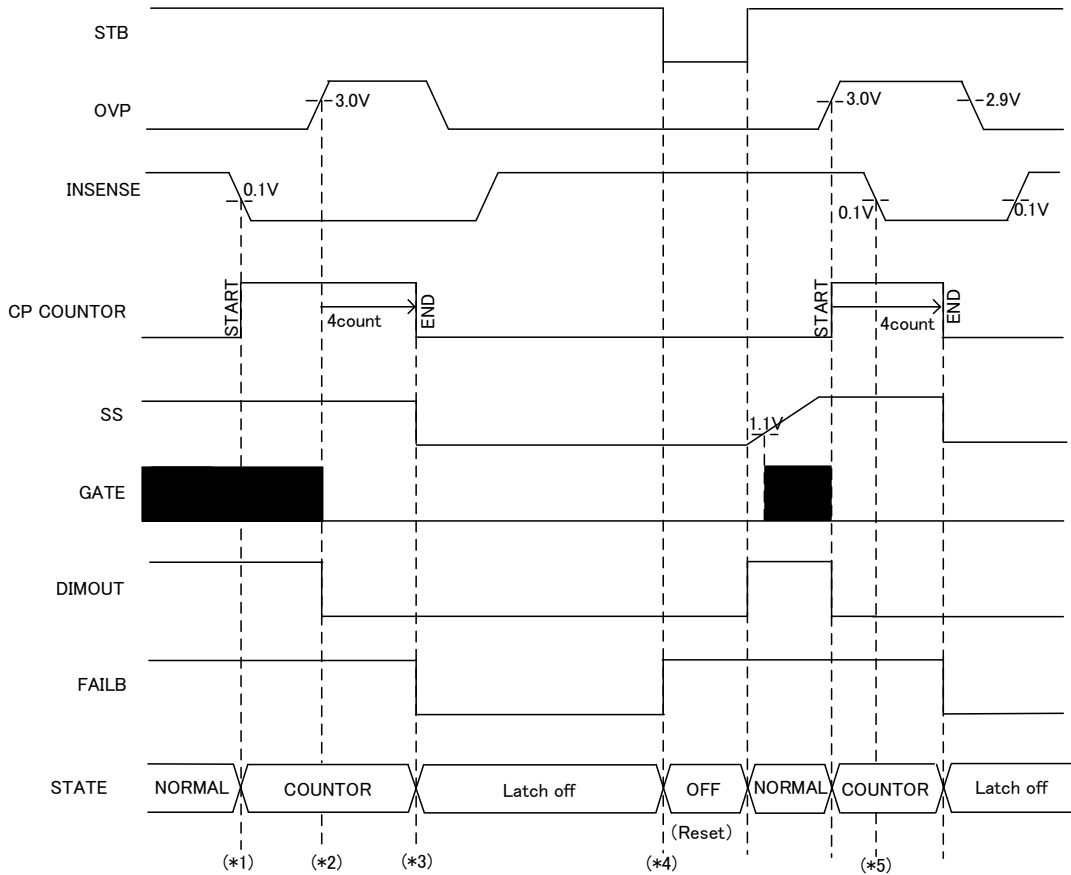 STB
OVP
3.0V
3.0V
2.9V
INSENSE
0.1V
0.1V
0.1V
CP COUNTOR
START
4count
END
START
4count
END
SS
1.1V
GATE
DIMOUT
FAILB
STATE
NORMAL
COUNTOR
Latch off
OFF
NORMAL
COUNTOR
Latch off
(Reset)
(*1)
(*2)
(*3)
(*4)
(*5)